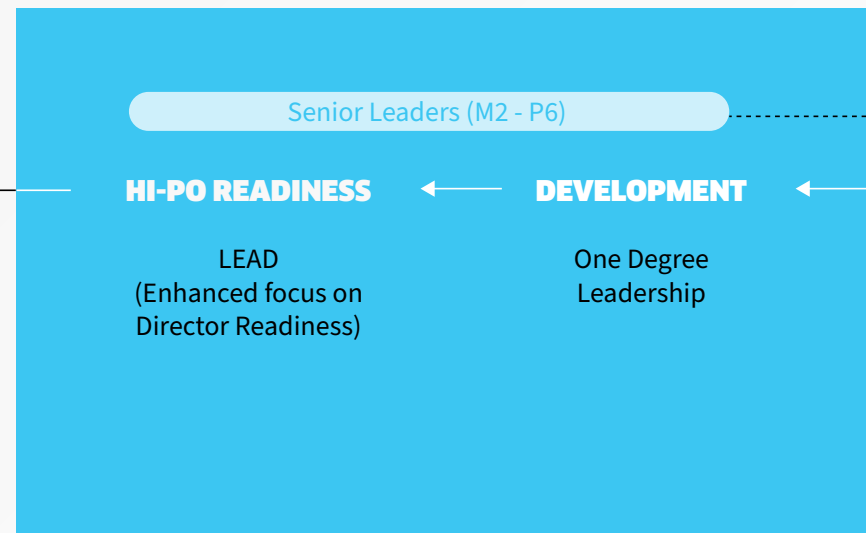 Senior Leaders (M2 - P6)
HI-PO READINESS
DEVELOPMENT
LEAD
(Enhanced focus on
Director Readiness)
One Degree
Leadership